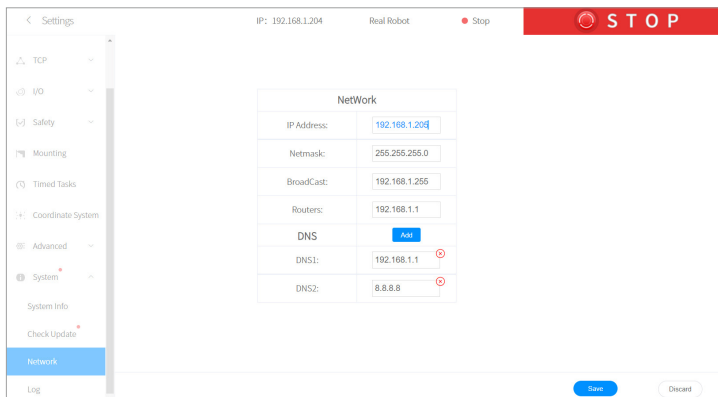 Settings
IP: 192.168.1.204
Real Robot
Stop
STOP
TCP
I/O
Safety
Mounting
Timed Tasks
Coordinate System
Advanced
System
System Info
Check Update
Network
Log
NetWork
IP Address: 192.168.1.205
Netmask: 255.255.255.0
BroadCast: 192.168.1.255
Routers: 192.168.1.1
DNS Add
DNS1: 192.168.1.1
DNS2: 8.8.8.8
Save
Discard